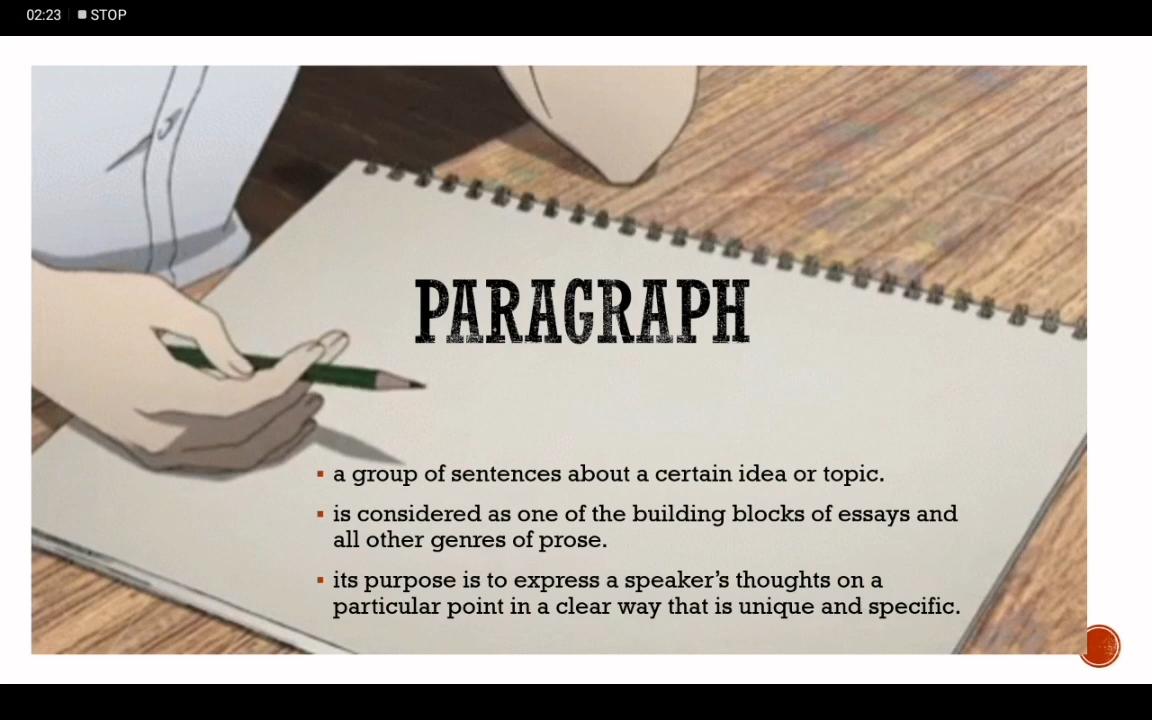 02:23 STOP
PARAGRAPH
▪ a group of sentences about a certain idea or topic.
▪ is considered as one of the building blocks of essays and
all other genres of prose.
▪ its purpose is to express a speaker’s thoughts on a
particular point in a clear way that is unique and specific.